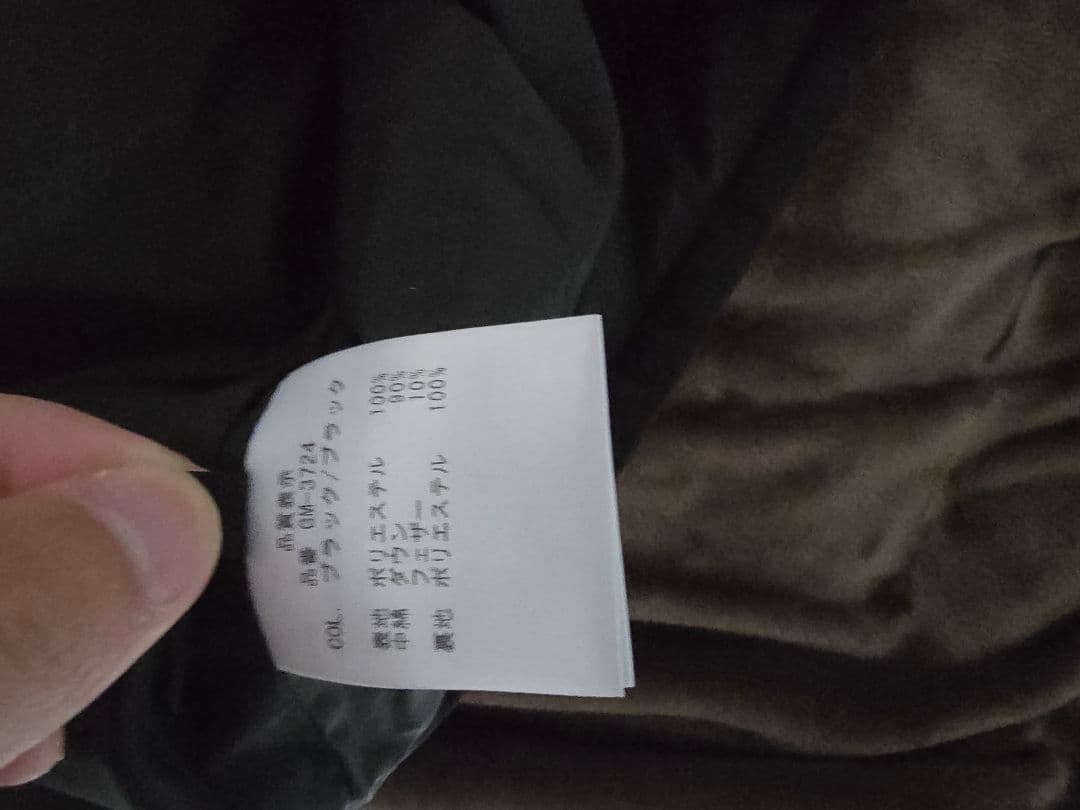 品質表示
品番 GM-3724
COL. ブラック/ブラック
表地 ポリエステル 100%
中綿 ダウン 90%
フェザー 10%
裏地 ポリエステル 100%